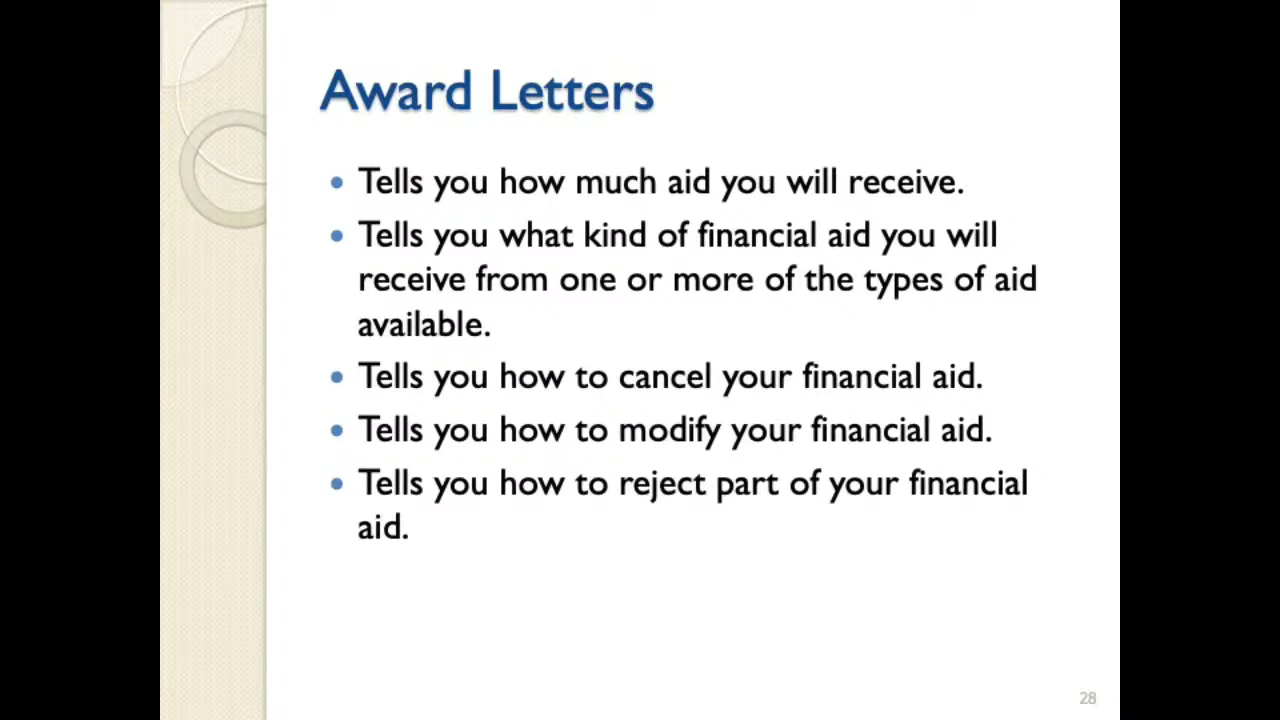 Award Letters
Tells you how much aid you will receive.
Tells you what kind of financial aid you will
receive from one or more of the types of aid
available.
Tells you how to cancel your financial aid.
Tells you how to modify your financial aid.
Tells you how to reject part of your financial
aid.
28